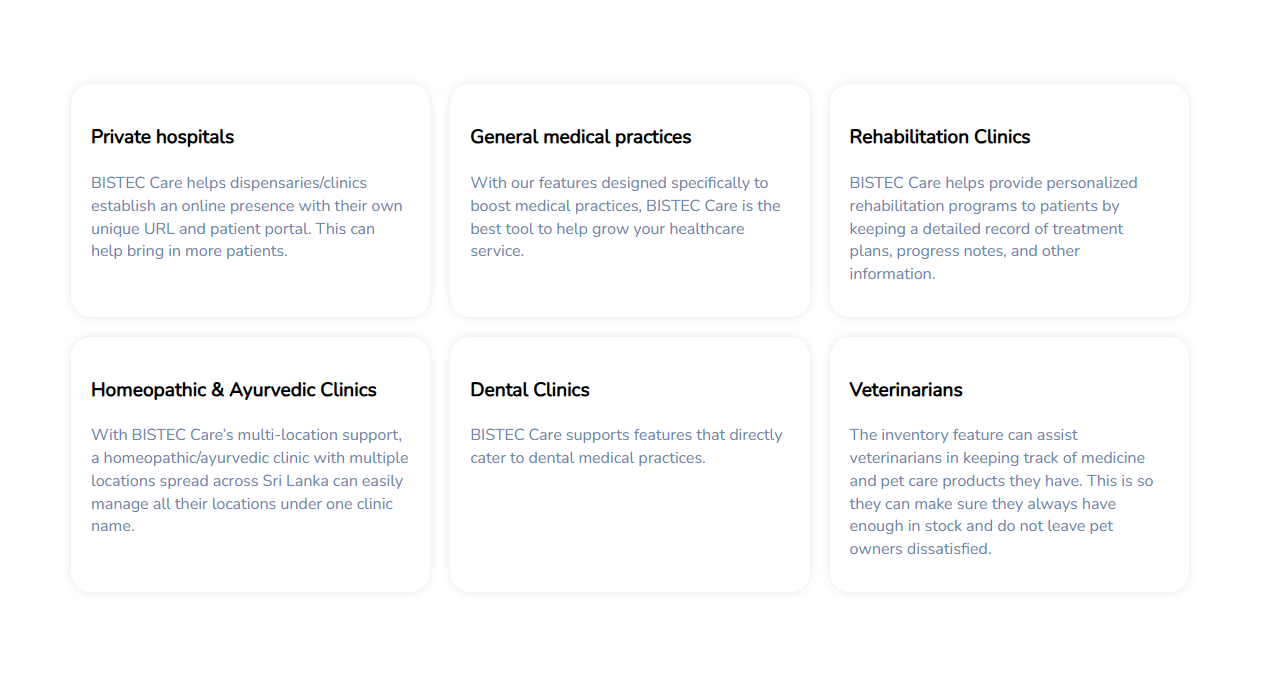 Private hospitals
BISTEC Care helps dispensaries/clinics
establish an online presence with their own
unique URL and patient portal. This can
help bring in more patients.
General medical practices
With our features designed specifically to
boost medical practices, BISTEC Care is the
best tool to help grow your healthcare
service.
Rehabilitation Clinics
BISTEC Care helps provide personalized
rehabilitation programs to patients by
keeping a detailed record of treatment
plans, progress notes, and other
information.
Homeopathic & Ayurvedic Clinics
With BISTEC Care's multi-location support,
a homeopathic/ayurvedic clinic with multiple
locations spread across Sri Lanka can easily
manage all their locations under one clinic
name.
Dental Clinics
BISTEC Care supports features that directly
cater to dental medical practices.
Veterinarians
The inventory feature can assist
veterinarians in keeping track of medicine
and pet care products they have. This is so
they can make sure they always have
enough in stock and do not leave pet
owners dissatisfied.